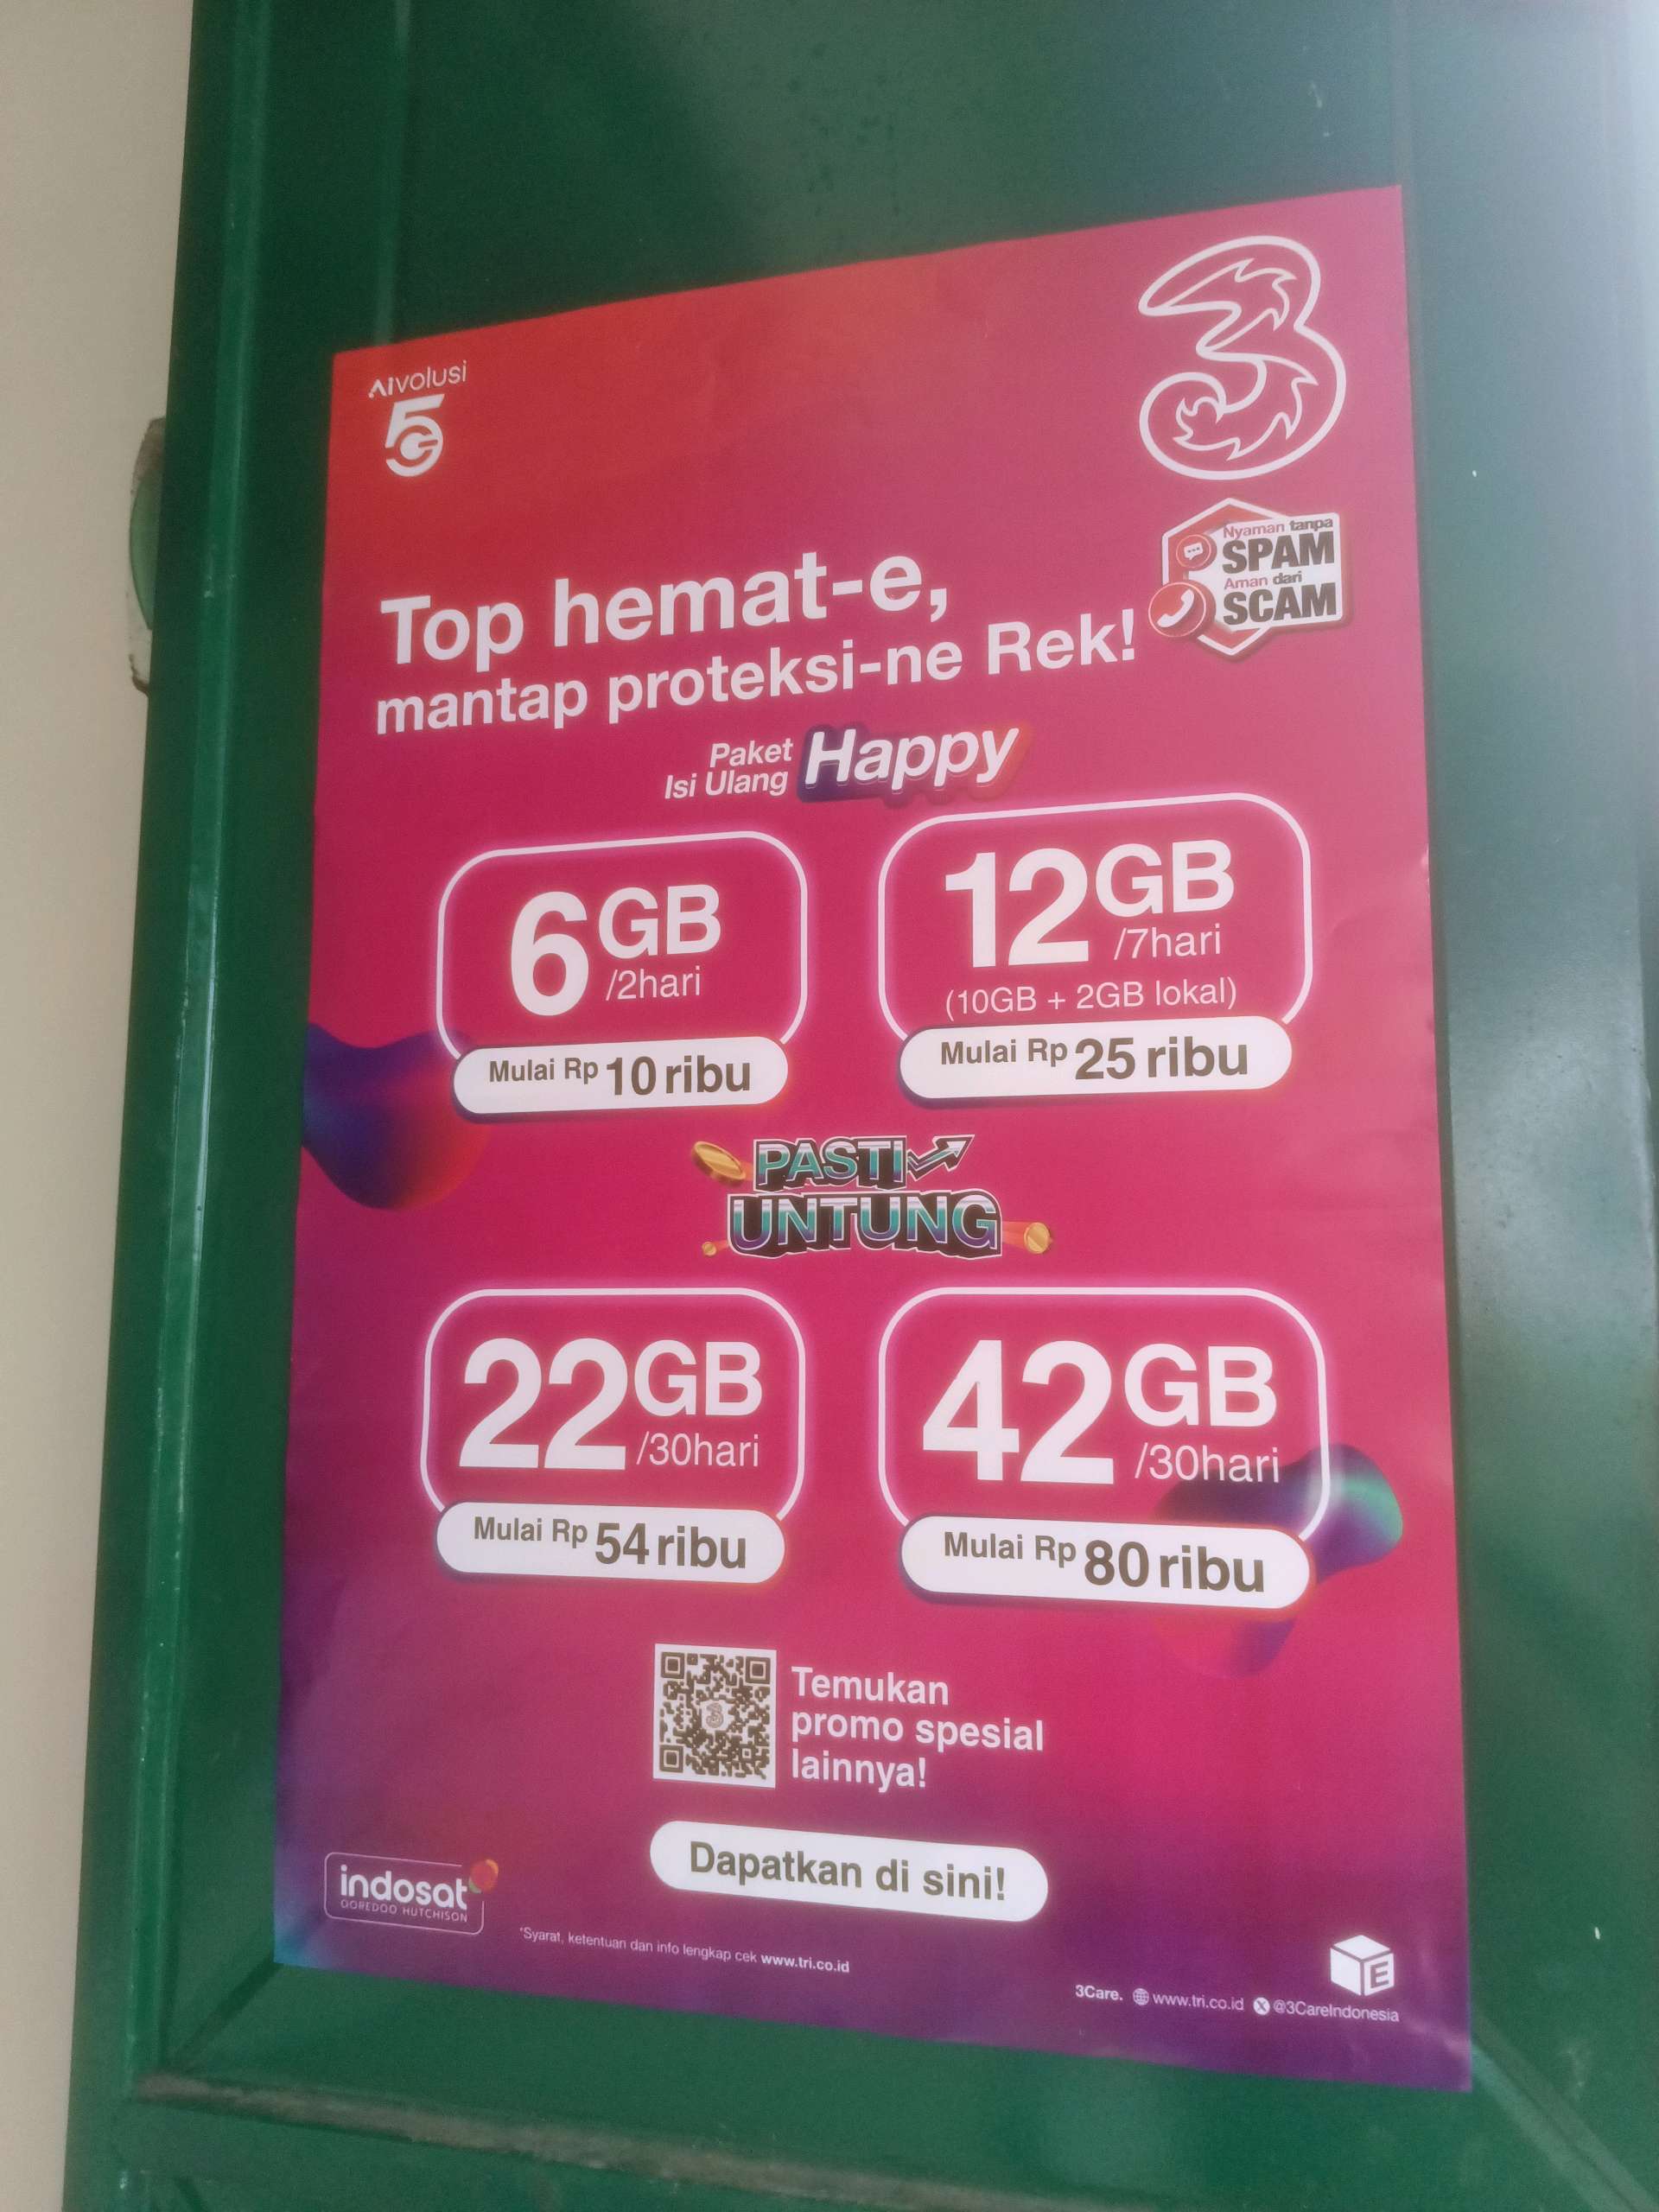 AIvolusi
5G
3
Nyaman tanpa
SPAM
Aman dari
SCAM
Top hemat-e,
mantap proteksi-ne Rek!
Paket
Isi Ulang
Happy
6GB
/2hari
Mulai Rp 10 ribu
12GB
/7hari
(10GB + 2GB lokal)
Mulai Rp 25 ribu
PASTI
UNTUNG
22GB
/30hari
Mulai Rp 54 ribu
42GB
/30hari
Mulai Rp 80 ribu
Temukan
promo spesial
lainnya!
Dapatkan di sini!
indosat
OOREDOO HUTCHISON
*Syarat, ketentuan dan info lengkap cek www.tri.co.id
E
3Care. www.tri.co.id X @3CareIndonesia